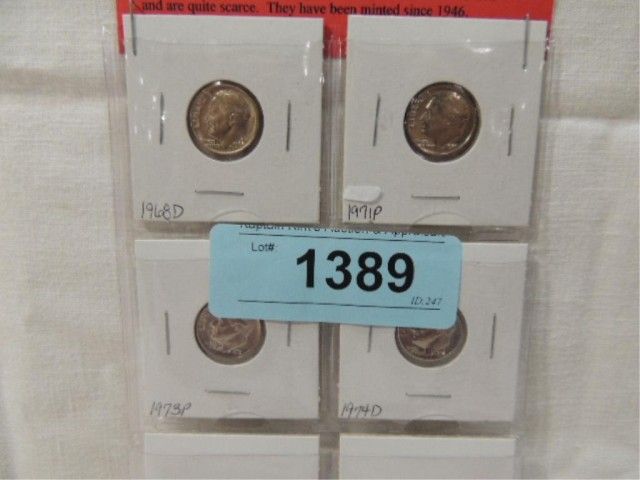 and are quite scarce. They have been minted since 1946.
1968D
1971P
Lot#:
1389
ID:247
1973P
1974D